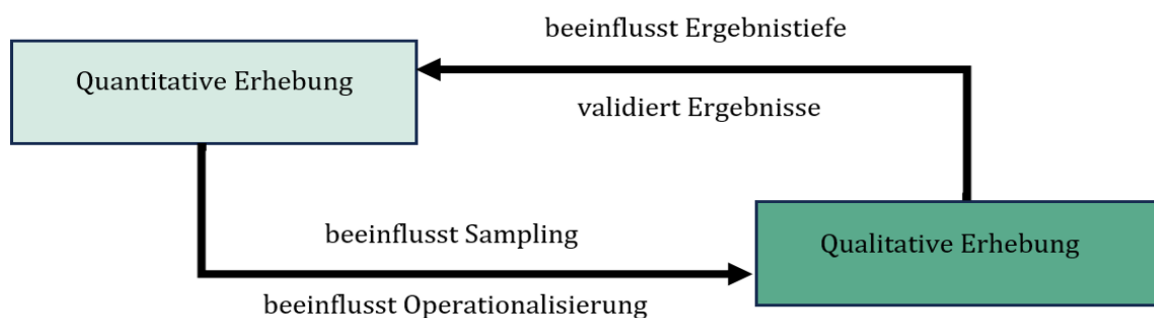 beeinflusst Ergebnistiefe
Quantitative Erhebung
validiert Ergebnisse
beeinflusst Sampling
Qualitative Erhebung
beeinflusst Operationalisierung